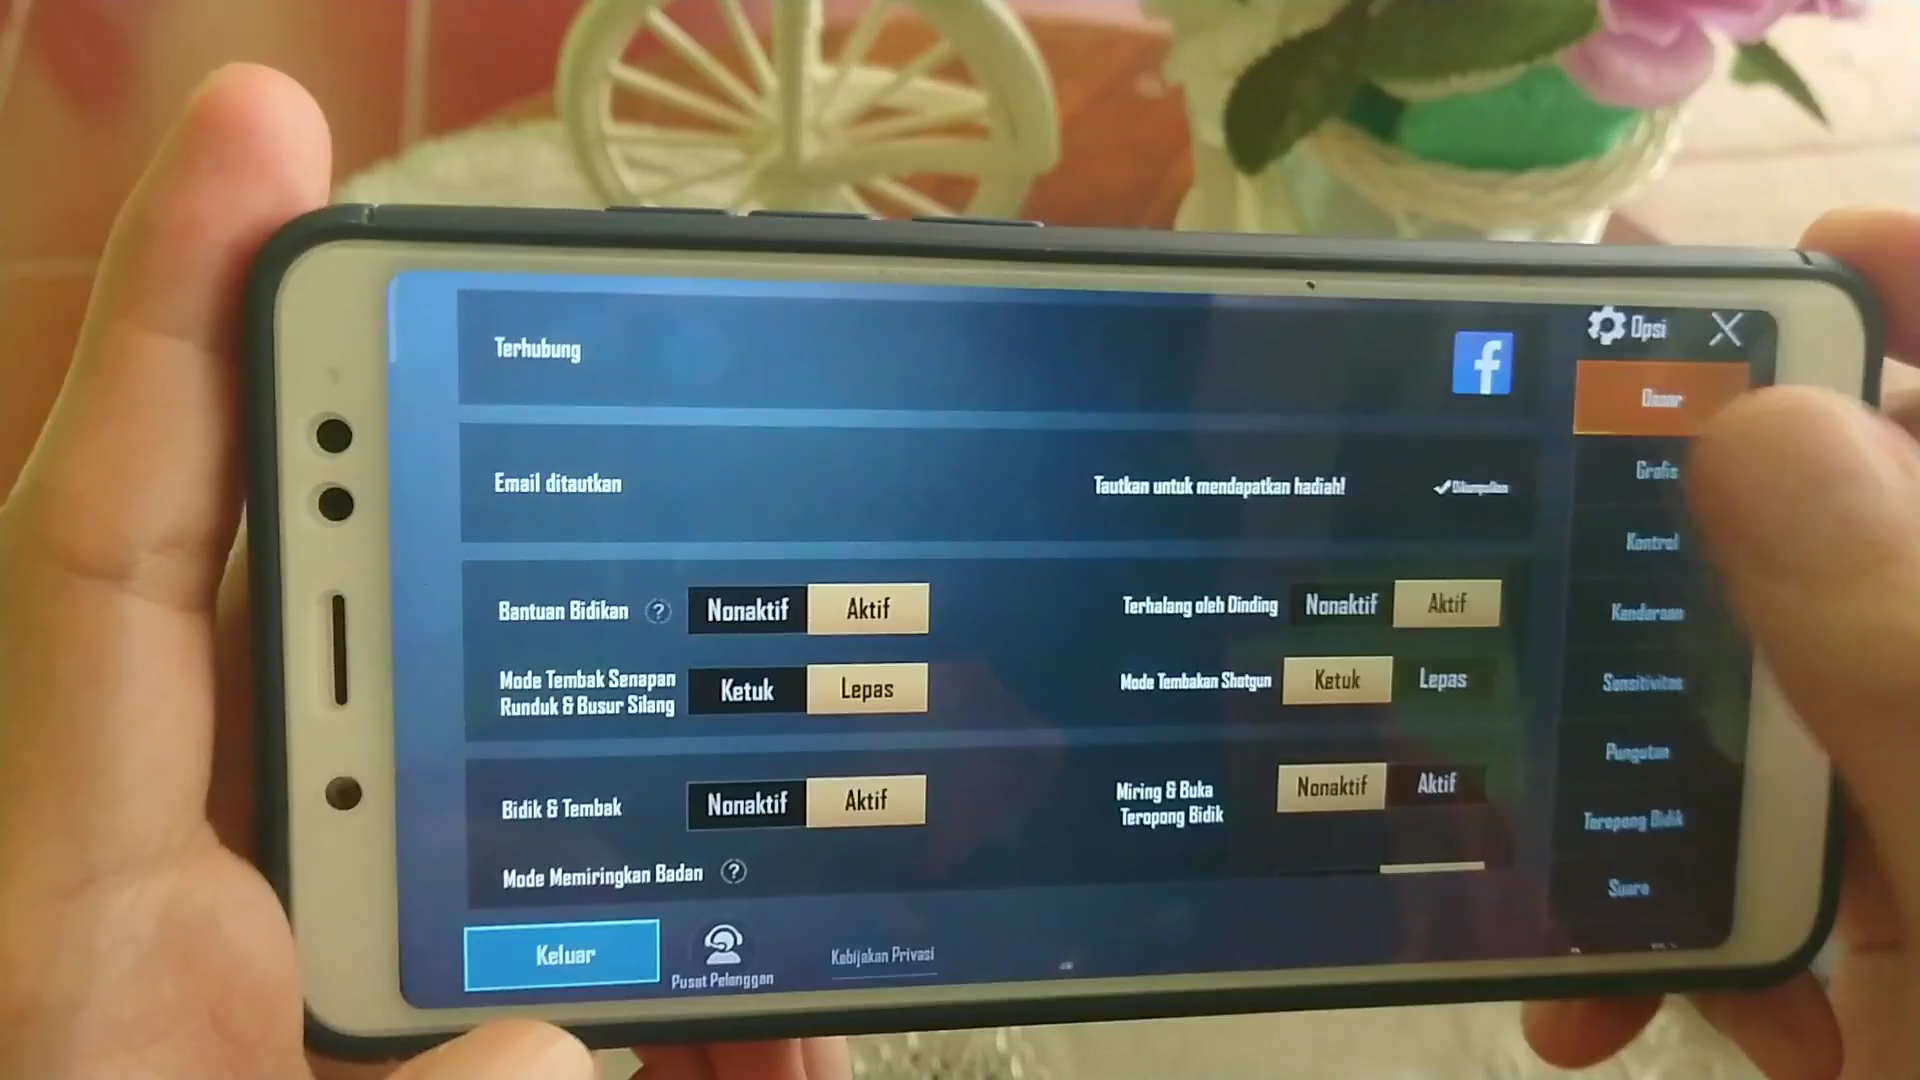 Terhubung
Opsi
Dasar
Email ditautkan
Tautkan untuk mendapatkan hadiah!
Grafis
Kontrol
Bantuan Bidikan ? Nonaktif Aktif
Terhalang oleh Dinding Nonaktif Aktif
Kendaraan
Mode Tembak Senapan
Runduk & Busur Silang
Ketuk Lepas
Mode Tembakan Shotgun Ketuk Lepas
Sensitivitas
Pungutan
Bidik & Tembak Nonaktif Aktif
Miring & Buka
Teropong Bidik
Nonaktif Aktif
Teropong Bidik
Mode Memiringkan Badan ?
Suara
Keluar
Pusat Pelanggan
Kebijakan Privasi